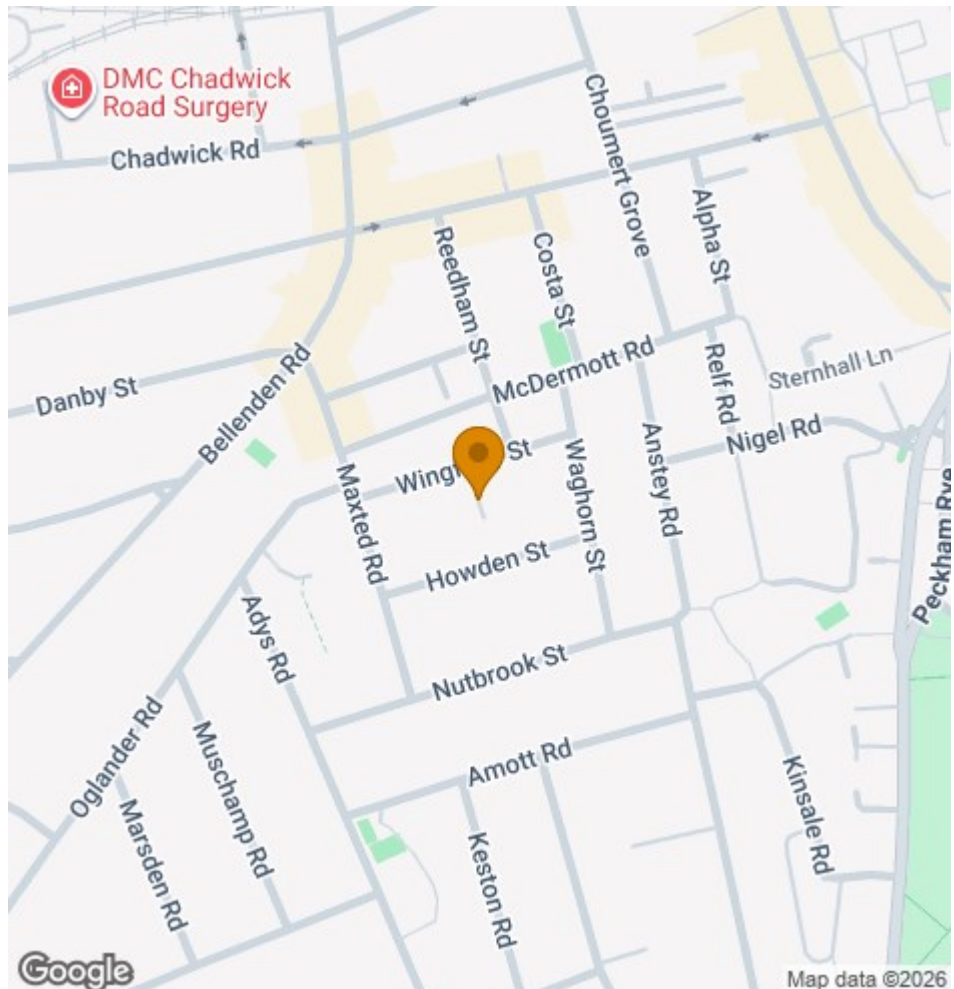 DMC Chadwick
Road Surgery
Chadwick Rd
Choumert Grove
Alpha St
Reedham St
Costa St
Danby St
Bellenden Rd
McDermott Rd
Relf Rd
Sternhall Ln
Nigel Rd
St
Maxted Rd
Waghorn St
Anstey Rd
Howden St
Peckham Rye
Adys Rd
Nutbrook St
Oglander Rd
Muschamp Rd
Amott Rd
Kinsale Rd
Marsden Rd
Keston Rd
Google
Map data ©2026